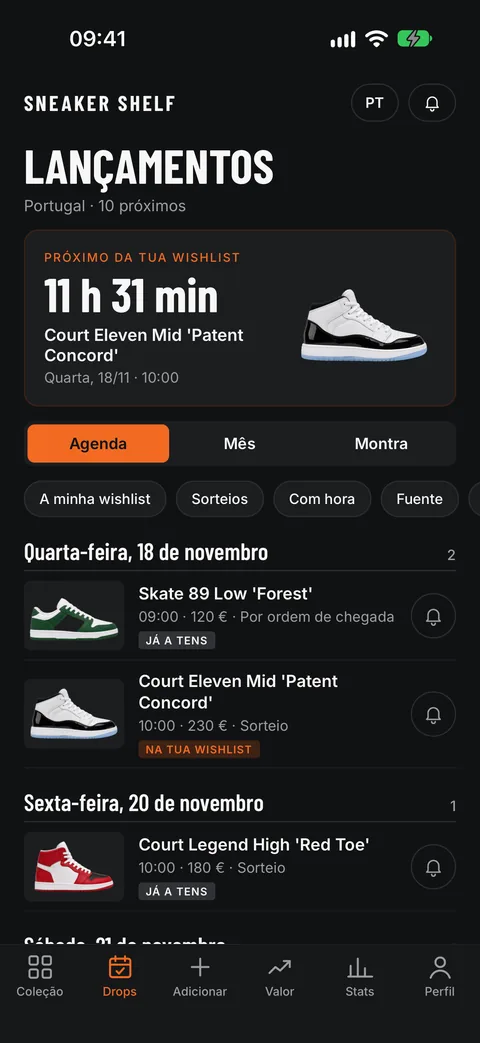 09:41
SNEAKER SHELF
PT
LANÇAMENTOS
Portugal · 10 próximos
PRÓXIMO DA TUA WISHLIST
11 h 31 min
Court Eleven Mid 'Patent
Concord'
Quarta, 18/11 · 10:00
Agenda
Mês
Montra
A minha wishlist
Sorteios
Com hora
Fuente
Quarta-feira, 18 de novembro
2
Skate 89 Low 'Forest'
09:00 · 120 € · Por ordem de chegada
JÁ A TENS
Court Eleven Mid 'Patent
Concord'
10:00 · 230 € · Sorteio
NA TUA WISHLIST
Sexta-feira, 20 de novembro
1
Court Legend High 'Red Toe'
10:00 · 180 € · Sorteio
JÁ A TENS
Sábado, 21 de novembro
Coleção
Drops
Adicionar
Valor
Stats
Perfil